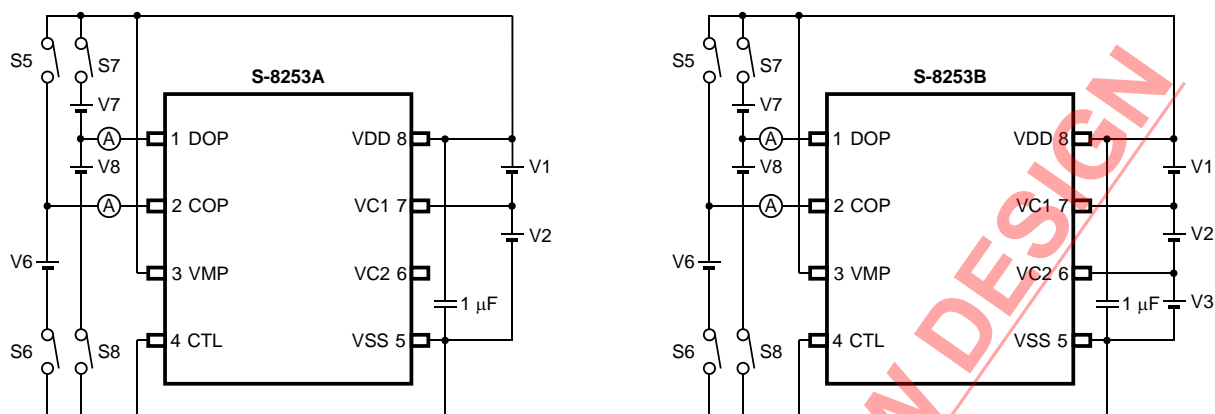 S-8253A
S5
S7
V7
A
1 DOP
VDD 8
V8
V1
A
2 COP
VC1 7
V2
V6
3 VMP
VC2 6
1 μF
S6
S8
4 CTL
VSS 5
S-8253B
S5
S7
V7
A
1 DOP
VDD 8
V8
V1
A
2 COP
VC1 7
V2
V6
3 VMP
VC2 6
1 μF
V3
S6
S8
4 CTL
VSS 5
DESIGN